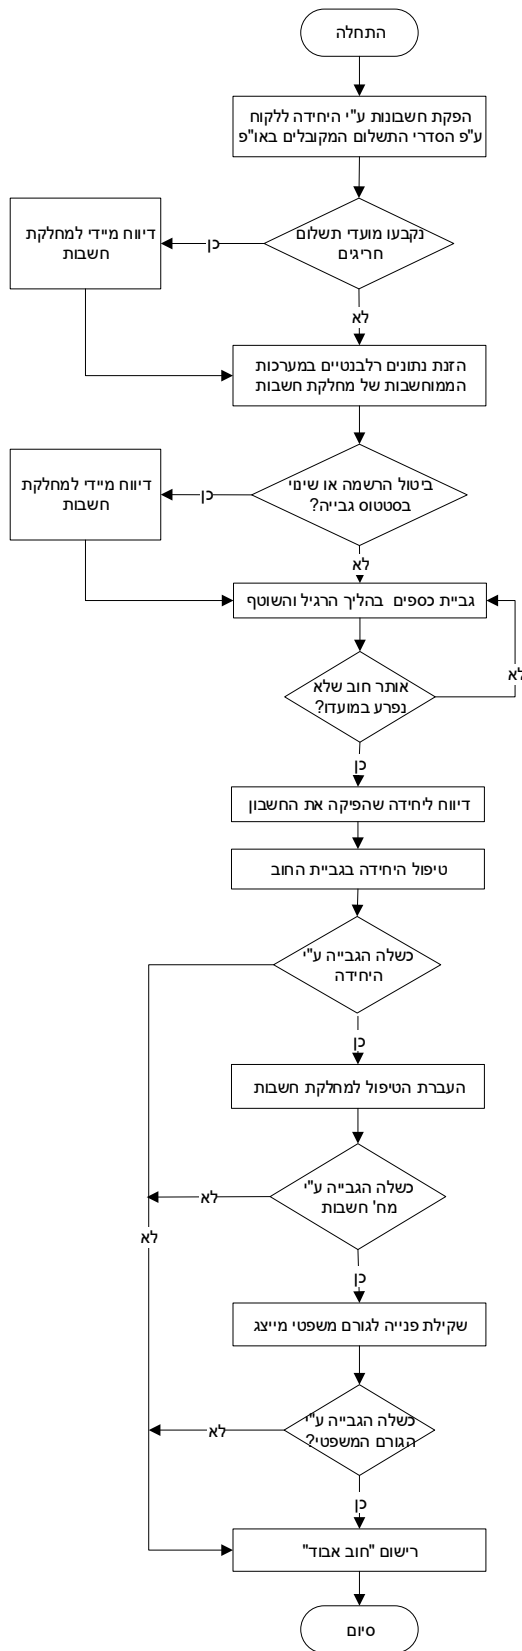 התחלה
הפקת חשבונות ע"י היחידה ללקוח
ע"פ הסדרי התשלום המקובלים באו"פ
נקבעו מועדי תשלום
חריגים
כן
דיווח מיידי למחלקת
חשבות
לא
הזנת נתונים רלבנטיים במערכות
הממוחשבות של מחלקת חשבות
ביטול הרשמה או שינוי
בסטטוס גבייה?
כן
דיווח מיידי למחלקת
חשבות
לא
גביית כספים בהליך הרגיל והשוטף
אותר חוב שלא
נפרע במועדו?
לא
כן
דיווח ליחידה שהפיקה את החשבון
טיפול היחידה בגביית החוב
כשלה הגבייה ע"י
היחידה
כן
העברת הטיפול למחלקת חשבות
כשלה הגבייה ע"י
מח' חשבות
לא
לא
כן
שקילת פנייה לגורם משפטי מייצג
כשלה הגבייה ע"י
הגורם המשפטי?
לא
כן
רישום "חוב אבוד"
סיום